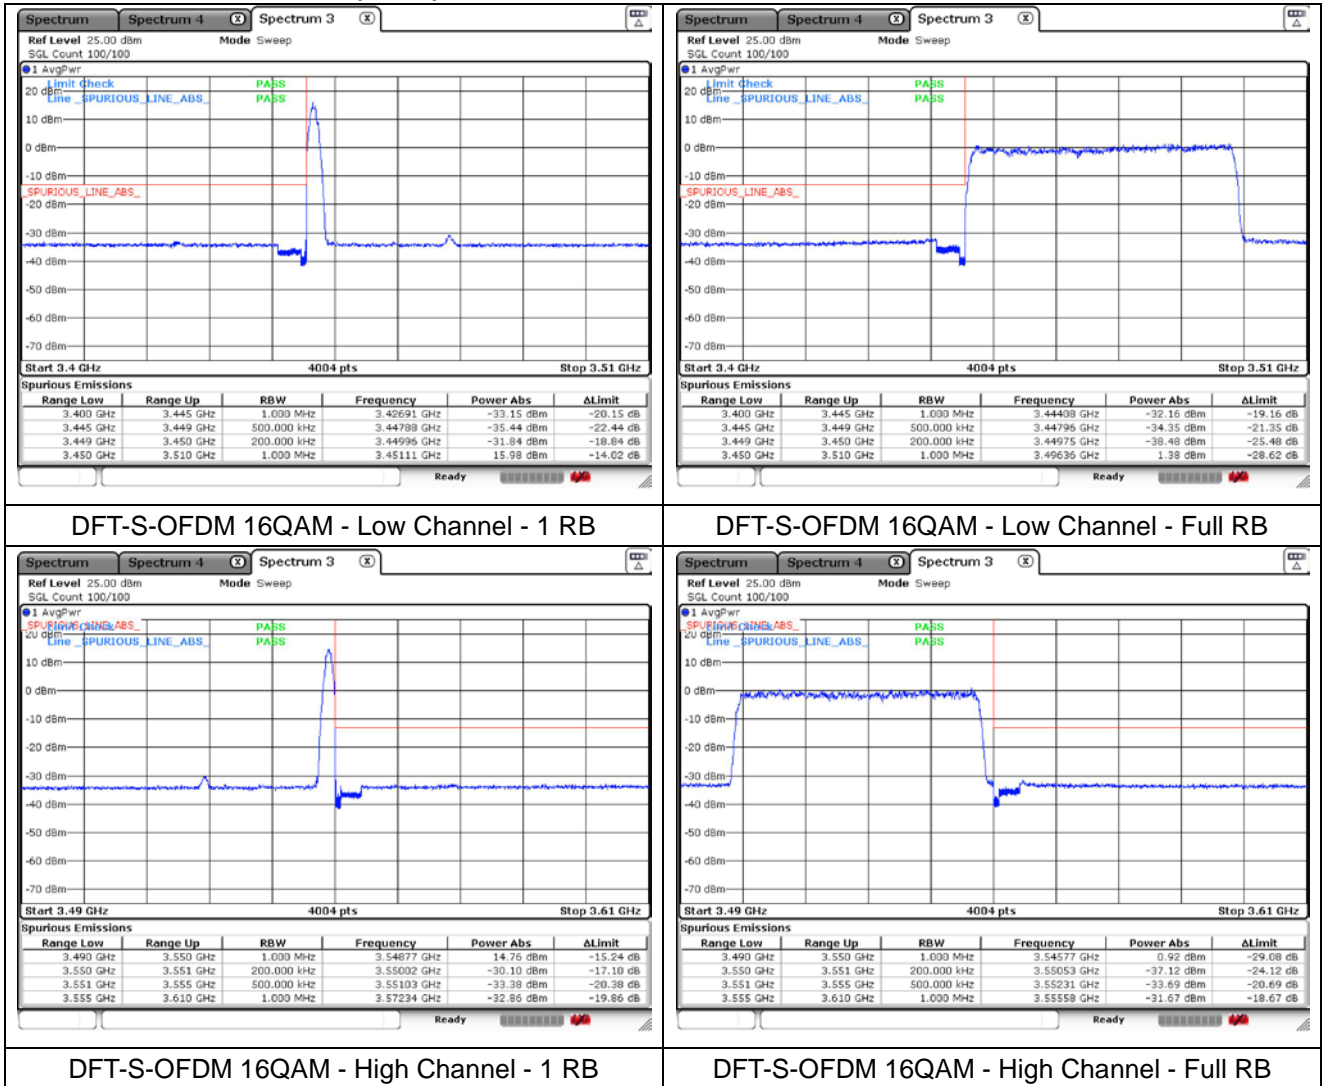 Spectrum Spectrum 4 X Spectrum 3 X
Ref Level 25.00 dBm Mode Sweep
SGL Count 100/100
1 AvgPwr
Limit Check PASS
20 dBm
Line _SPURIOUS_LINE_ABS_ PASS
10 dBm
0 dBm
-10 dBm
_SPURIOUS_LINE_ABS_
-20 dBm
-30 dBm
-40 dBm
-50 dBm
-60 dBm
-70 dBm
Start 3.4 GHz 4004 pts Stop 3.51 GHz
Spurious Emissions
Range Low Range Up RBW Frequency Power Abs ΔLimit
3.400 GHz 3.445 GHz 1.000 MHz 3.42691 GHz -33.15 dBm -20.15 dB
3.445 GHz 3.449 GHz 500.000 kHz 3.44788 GHz -35.44 dBm -22.44 dB
3.449 GHz 3.450 GHz 200.000 kHz 3.44996 GHz -31.84 dBm -18.84 dB
3.450 GHz 3.510 GHz 1.000 MHz 3.45111 GHz 15.98 dBm -14.02 dB
Ready
DFT-S-OFDM 16QAM - Low Channel - 1 RB
Spectrum Spectrum 4 X Spectrum 3 X
Ref Level 25.00 dBm Mode Sweep
SGL Count 100/100
1 AvgPwr
Limit Check PASS
20 dBm
Line _SPURIOUS_LINE_ABS_ PASS
10 dBm
0 dBm
-10 dBm
_SPURIOUS_LINE_ABS_
-20 dBm
-30 dBm
-40 dBm
-50 dBm
-60 dBm
-70 dBm
Start 3.4 GHz 4004 pts Stop 3.51 GHz
Spurious Emissions
Range Low Range Up RBW Frequency Power Abs ΔLimit
3.400 GHz 3.445 GHz 1.000 MHz 3.44408 GHz -32.16 dBm -19.16 dB
3.445 GHz 3.449 GHz 500.000 kHz 3.44796 GHz -34.35 dBm -21.35 dB
3.449 GHz 3.450 GHz 200.000 kHz 3.44975 GHz -38.48 dBm -25.48 dB
3.450 GHz 3.510 GHz 1.000 MHz 3.49636 GHz 1.38 dBm -28.62 dB
Ready
DFT-S-OFDM 16QAM - Low Channel - Full RB
Spectrum Spectrum 4 X Spectrum 3 X
Ref Level 25.00 dBm Mode Sweep
SGL Count 100/100
1 AvgPwr
_SPURIOUS_LINE_ABS_
Limit Check PASS
20 dBm
Line _SPURIOUS_LINE_ABS_ PASS
10 dBm
0 dBm
-10 dBm
-20 dBm
-30 dBm
-40 dBm
-50 dBm
-60 dBm
-70 dBm
Start 3.49 GHz 4004 pts Stop 3.61 GHz
Spurious Emissions
Range Low Range Up RBW Frequency Power Abs ΔLimit
3.490 GHz 3.550 GHz 1.000 MHz 3.54877 GHz 14.76 dBm -15.24 dB
3.550 GHz 3.551 GHz 200.000 kHz 3.55002 GHz -30.10 dBm -17.10 dB
3.551 GHz 3.555 GHz 500.000 kHz 3.55103 GHz -33.38 dBm -20.38 dB
3.555 GHz 3.610 GHz 1.000 MHz 3.57234 GHz -32.86 dBm -19.86 dB
Ready
DFT-S-OFDM 16QAM - High Channel - 1 RB
Spectrum Spectrum 4 X Spectrum 3 X
Ref Level 25.00 dBm Mode Sweep
SGL Count 100/100
1 AvgPwr
_SPURIOUS_LINE_ABS_
Limit Check PASS
20 dBm
Line _SPURIOUS_LINE_ABS_ PASS
10 dBm
0 dBm
-10 dBm
-20 dBm
-30 dBm
-40 dBm
-50 dBm
-60 dBm
-70 dBm
Start 3.49 GHz 4004 pts Stop 3.61 GHz
Spurious Emissions
Range Low Range Up RBW Frequency Power Abs ΔLimit
3.490 GHz 3.550 GHz 1.000 MHz 3.54577 GHz 0.92 dBm -29.08 dB
3.550 GHz 3.551 GHz 200.000 kHz 3.55053 GHz -37.12 dBm -24.12 dB
3.551 GHz 3.555 GHz 500.000 kHz 3.55231 GHz -33.69 dBm -20.69 dB
3.555 GHz 3.610 GHz 1.000 MHz 3.55558 GHz -31.67 dBm -18.67 dB
Ready
DFT-S-OFDM 16QAM - High Channel - Full RB